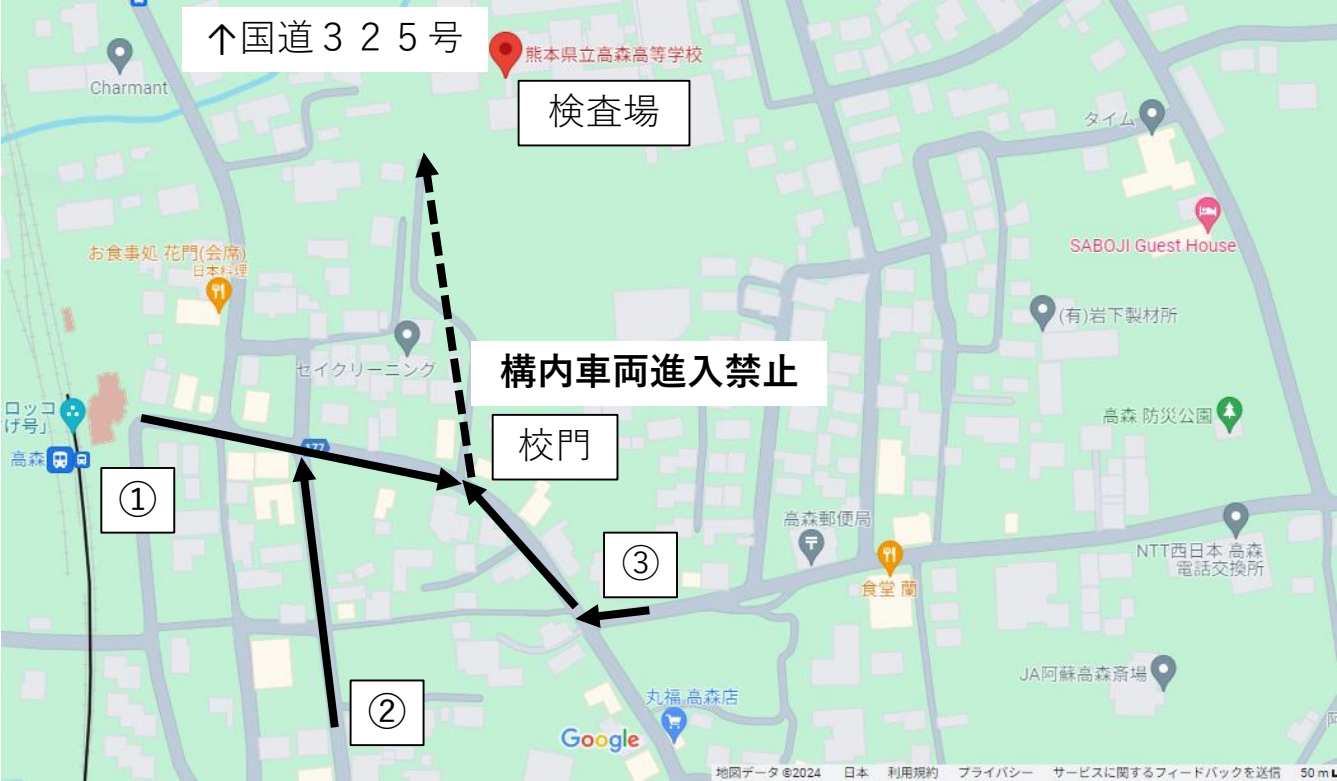 ↑国道３２５号
熊本県立高森高等学校
検査場
Charmant
タイム
SABOJI Guest House
お食事処 花門(会席)
日本料理
(有)岩下製材所
セイクリーニング
構内車両進入禁止
校門
ロッコ
げ号」
高森
177
高森 防災公園
①
高森郵便局
〒
③
NTT西日本 高森
電話交換所
食堂 蘭
JA阿蘇高森斎場
②
丸福 高森店
Google
地図データ ©2024 日本 利用規約 プライバシー サービスに関するフィードバックを送信 50 m